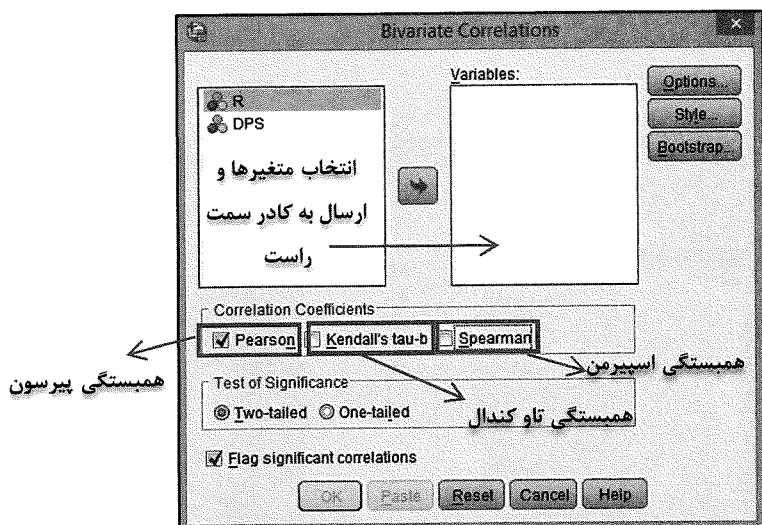 Bivariate Correlations
Variables:
R
DPS
انتخاب متغیرها و
ارسال به کادر سمت
راست
Options...
Style...
Bootstrap...
Correlation Coefficients
Pearson Kendall's tau-b Spearman
همبستگی پیرسون
همبستگی تاو کندال
همبستگی اسپیرمن
Test of Significance
Two-tailed One-tailed
Flag significant correlations
OK Paste Reset Cancel Help